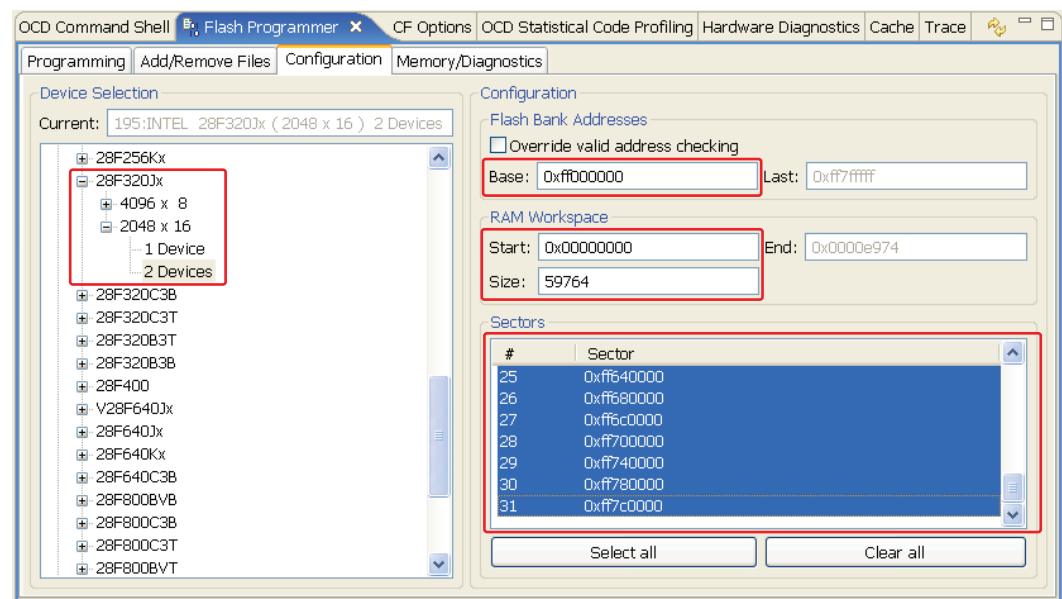 OCD Command Shell Flash Programmer CF Options OCD Statistical Code Profiling Hardware Diagnostics Cache Trace
Programming Add/Remove Files Configuration Memory/Diagnostics
Device Selection
Current: 195:INTEL 28F320Jx ( 2048 x 16 ) 2 Devices
28F256Kx
28F320Jx
4096 x 8
2048 x 16
1 Device
2 Devices
28F320C3B
28F320C3T
28F320B3T
28F320B3B
28F400
V28F640Jx
28F640Jx
28F640Kx
28F640C3B
28F800BVB
28F800C3B
28F800C3T
28F800BVT
Configuration
Flash Bank Addresses
Override valid address checking
Base: 0xff000000 Last: 0xff7fffff
RAM Workspace
Start: 0x00000000 End: 0x0000e974
Size: 59764
Sectors
# Sector
25 0xff640000
26 0xff680000
27 0xff6c0000
28 0xff700000
29 0xff740000
30 0xff780000
31 0xff7c0000
Select all Clear all